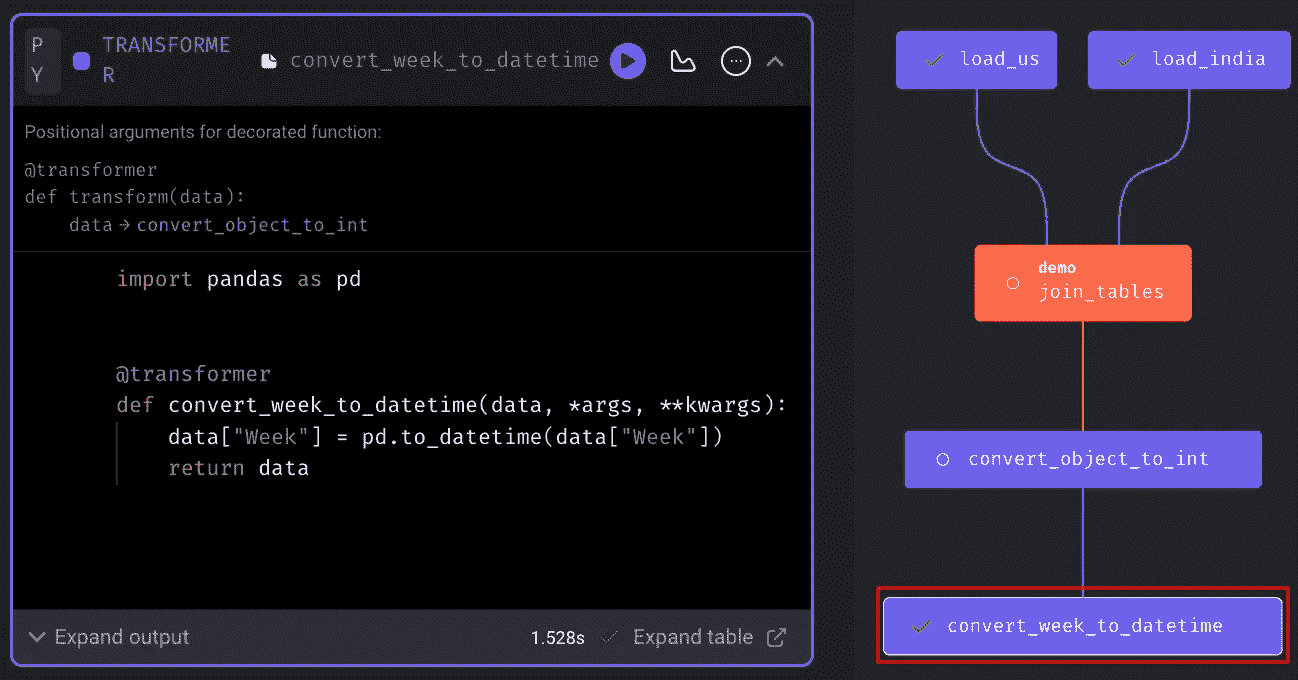 PY TRANSFORMER convert_week_to_datetime
Positional arguments for decorated function:
@transformer
def transform(data):
    data → convert_object_to_int
import pandas as pd
@transformer
def convert_week_to_datetime(data, *args, **kwargs):
    data["Week"] = pd.to_datetime(data["Week"])
    return data
Expand output 1.528s Expand table
load_us load_india
demo
join_tables
convert_object_to_int
convert_week_to_datetime